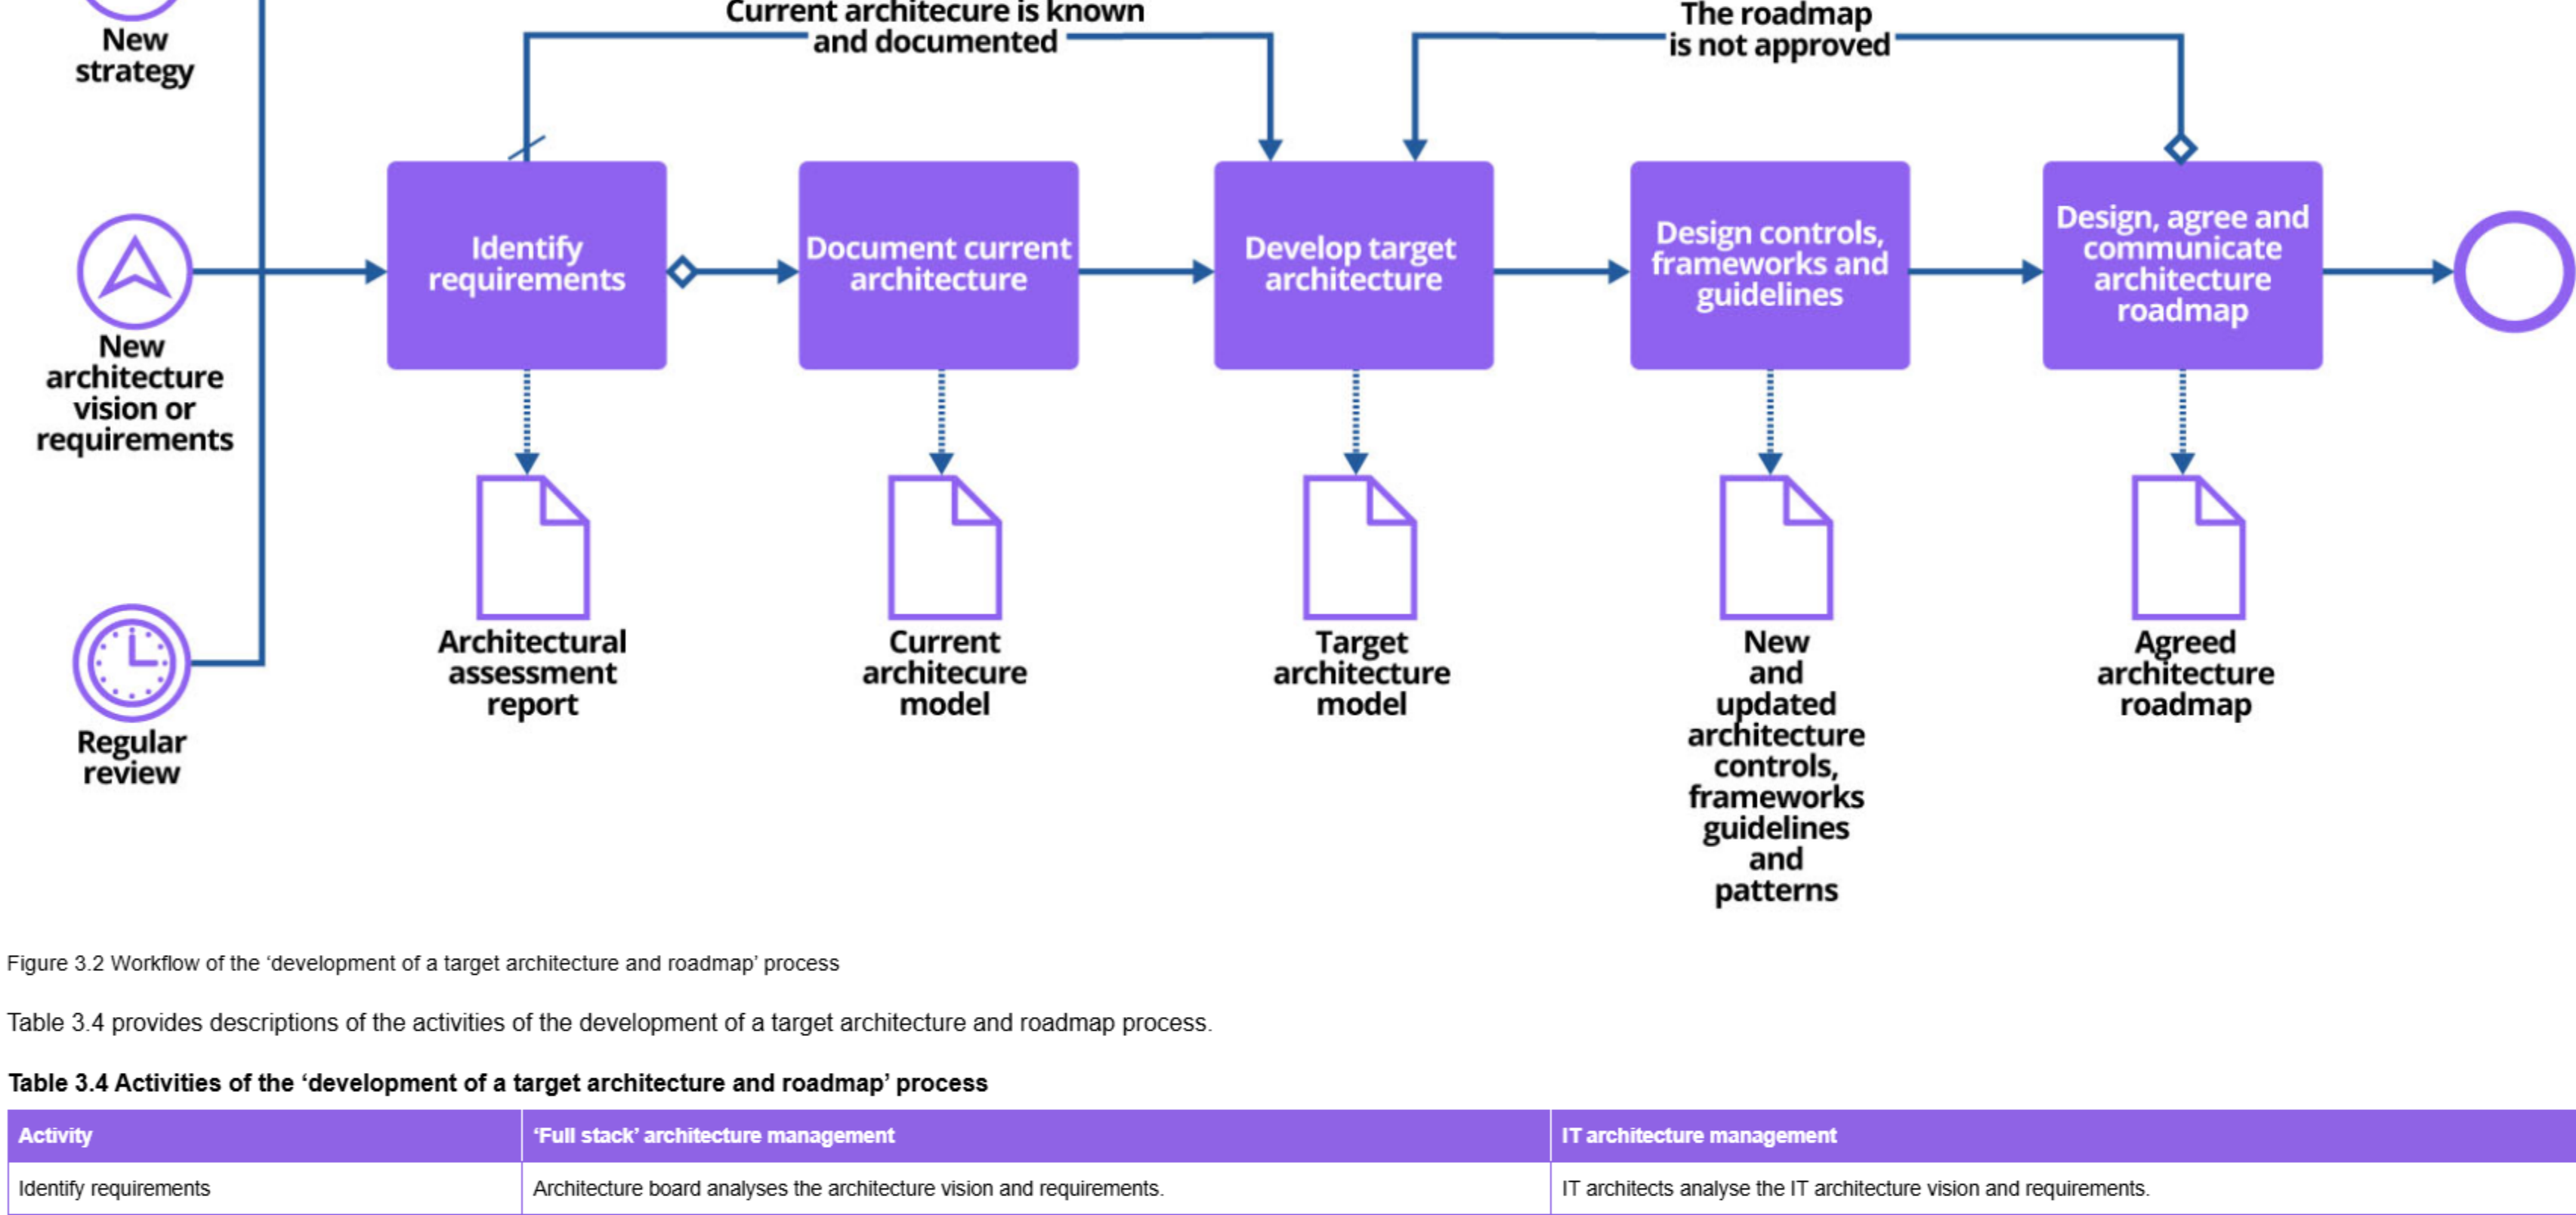 New
strategy
Current architecure is known
and documented
The roadmap
is not approved
New
architecture
vision or
requirements
Identify
requirements
Document current
architecture
Develop target
architecture
Design controls,
frameworks and
guidelines
Design, agree and
communicate
architecture
roadmap
Regular
review
Architectural
assessment
report
Current
architecure
model
Target
architecture
model
New
and
updated
architecture
controls,
frameworks
guidelines
and
patterns
Agreed
architecture
roadmap
Figure 3.2 Workflow of the ‘development of a target architecture and roadmap’ process
Table 3.4 provides descriptions of the activities of the development of a target architecture and roadmap process.
Table 3.4 Activities of the ‘development of a target architecture and roadmap’ process
Activity
‘Full stack’ architecture management
IT architecture management
Identify requirements
Architecture board analyses the architecture vision and requirements.
IT architects analyse the IT architecture vision and requirements.